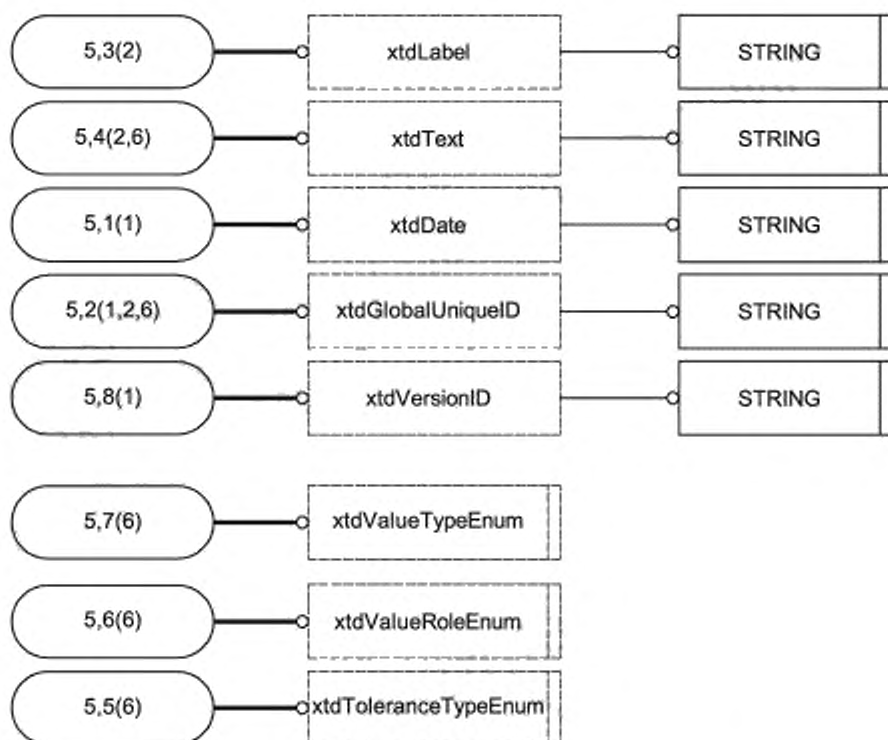 5,3(2) xtdLabel STRING
5,4(2,6) xtdText STRING
5,1(1) xtdDate STRING
5,2(1,2,6) xtdGlobalUniqueID STRING
5,8(1) xtdVersionID STRING
5,7(6) xtdValueTypeEnum
5,6(6) xtdValueRoleEnum
5,5(6) xtdToleranceTypeEnum